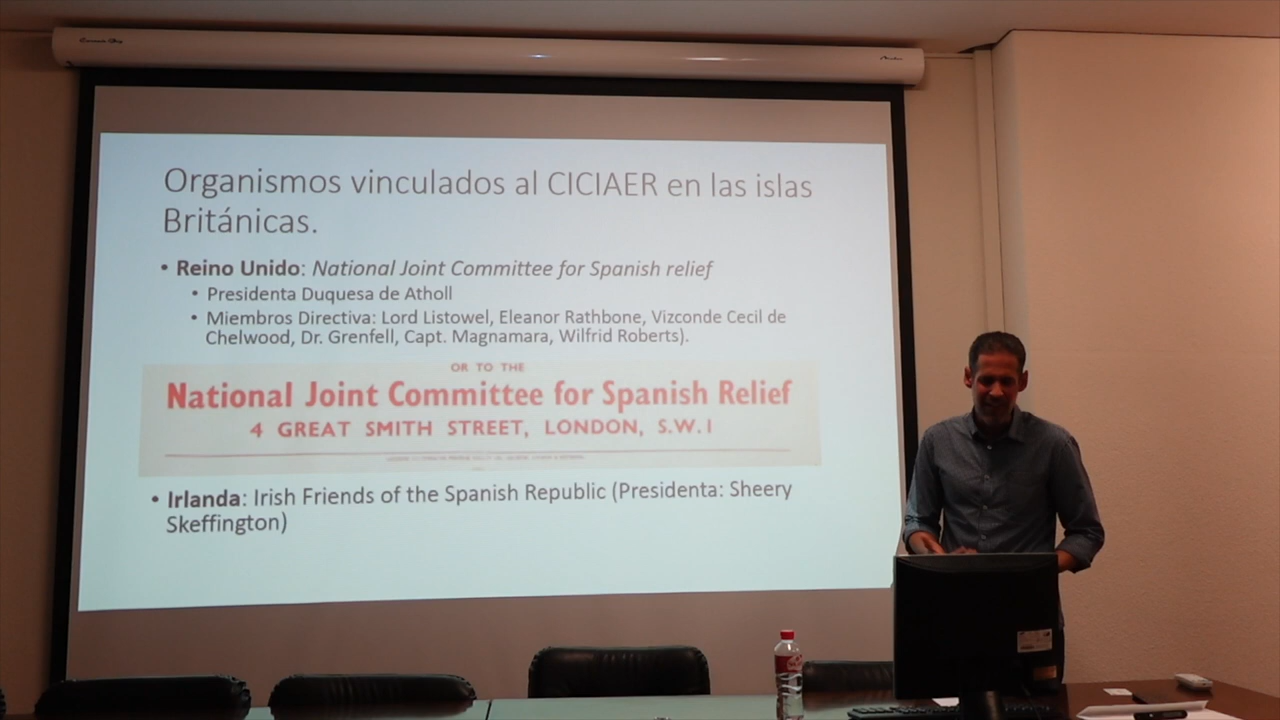 Organismos vinculados al CICIAER en las islas
Británicas.
• Reino Unido: National Joint Committee for Spanish relief
• Presidenta Duquesa de Atholl
• Miembros Directiva: Lord Listowel, Eleanor Rathbone, Vizconde Cecil de
Chelwood, Dr. Grenfell, Capt. Magnamara, Wilfrid Roberts).
OR TO THE
National Joint Committee for Spanish Relief
4 GREAT SMITH STREET, LONDON, S.W.1
• Irlanda: Irish Friends of the Spanish Republic (Presidenta: Sheery
Skeffington)